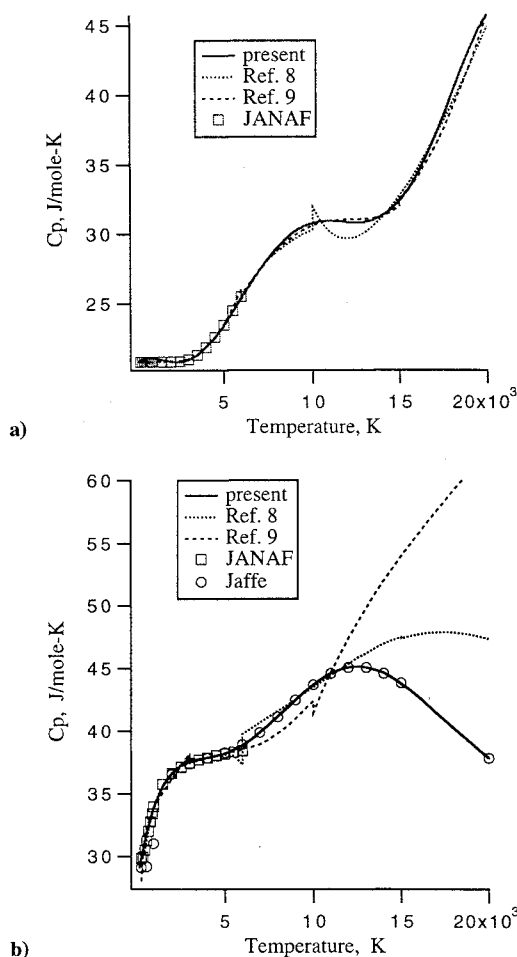 45
present
Ref. 8
Ref. 9
JANAF
Cp, J/mole-K
35
30
25
5
10
15
20x10³
Temperature, K
a)
60
present
Ref. 8
Ref. 9
JANAF
Jaffe
55
50
Cp, J/mole-K
45
40
35
30
5
10
15
20x10³
Temperature, K
b)